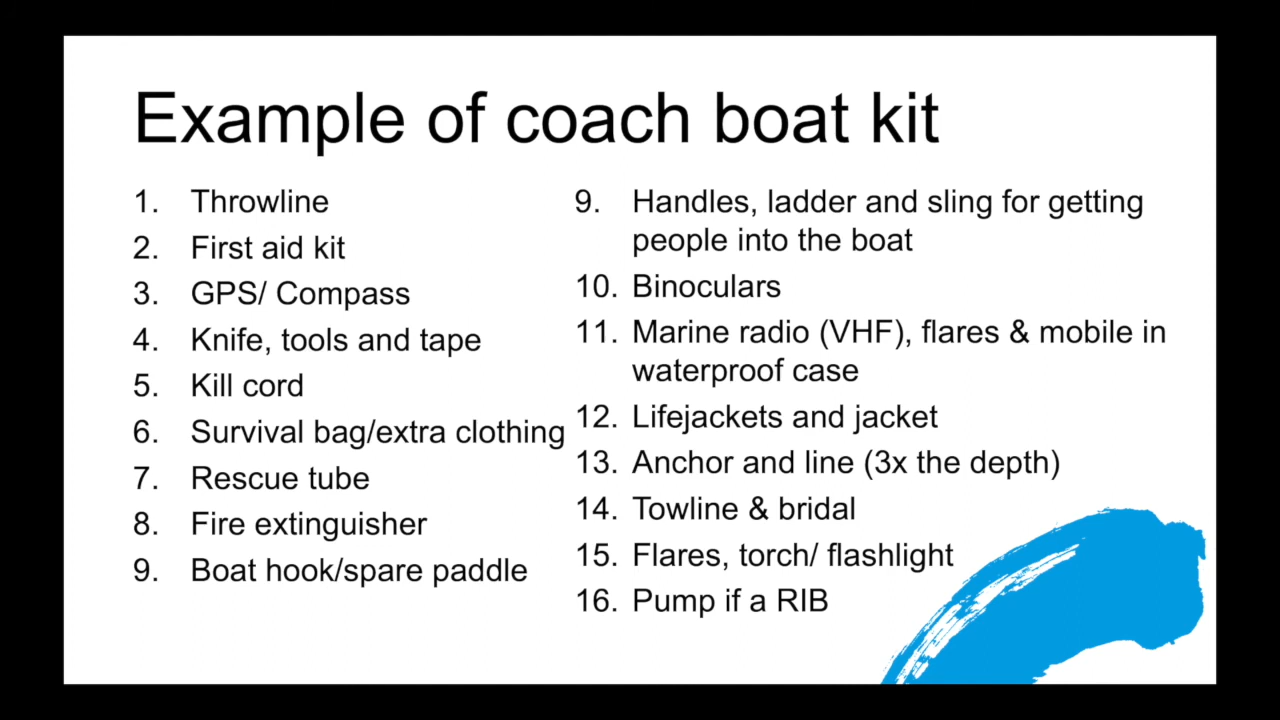 Example of coach boat kit
1. Throwline
2. First aid kit
3. GPS/ Compass
4. Knife, tools and tape
5. Kill cord
6. Survival bag/extra clothing
7. Rescue tube
8. Fire extinguisher
9. Boat hook/spare paddle
9. Handles, ladder and sling for getting
people into the boat
10. Binoculars
11. Marine radio (VHF), flares & mobile in
waterproof case
12. Lifejackets and jacket
13. Anchor and line (3x the depth)
14. Towline & bridal
15. Flares, torch/ flashlight
16. Pump if a RIB